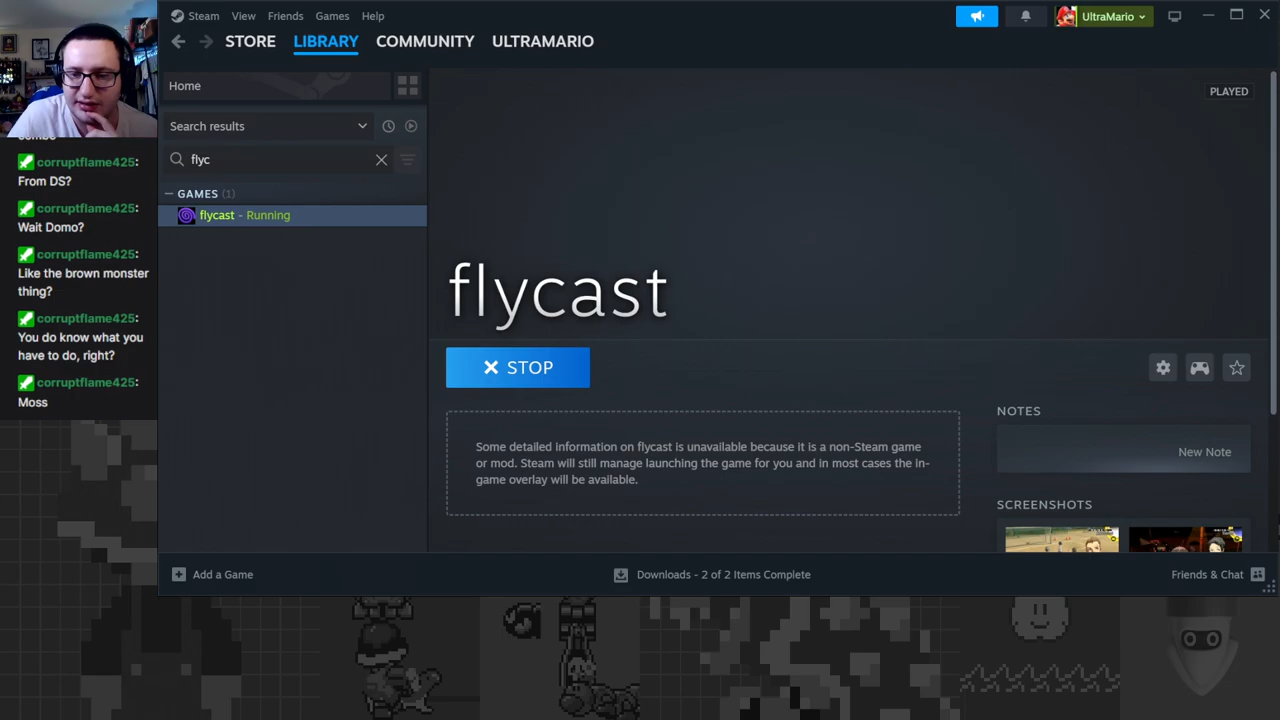 Steam View Friends Games Help
UltraMario
STORE LIBRARY COMMUNITY ULTRAMARIO
Home
PLAYED
Search results
flyc
GAMES (1)
flycast - Running
flycast
STOP
Some detailed information on flycast is unavailable because it is a non-Steam game
or mod. Steam will still manage launching the game for you and in most cases the in-
game overlay will be available.
NOTES
New Note
SCREENSHOTS
Add a Game
Downloads - 2 of 2 Items Complete
Friends & Chat
corruptflame425:
From DS?
corruptflame425:
Wait Domo?
corruptflame425:
Like the brown monster
thing?
corruptflame425:
You do know what you
have to do, right?
corruptflame425:
Moss